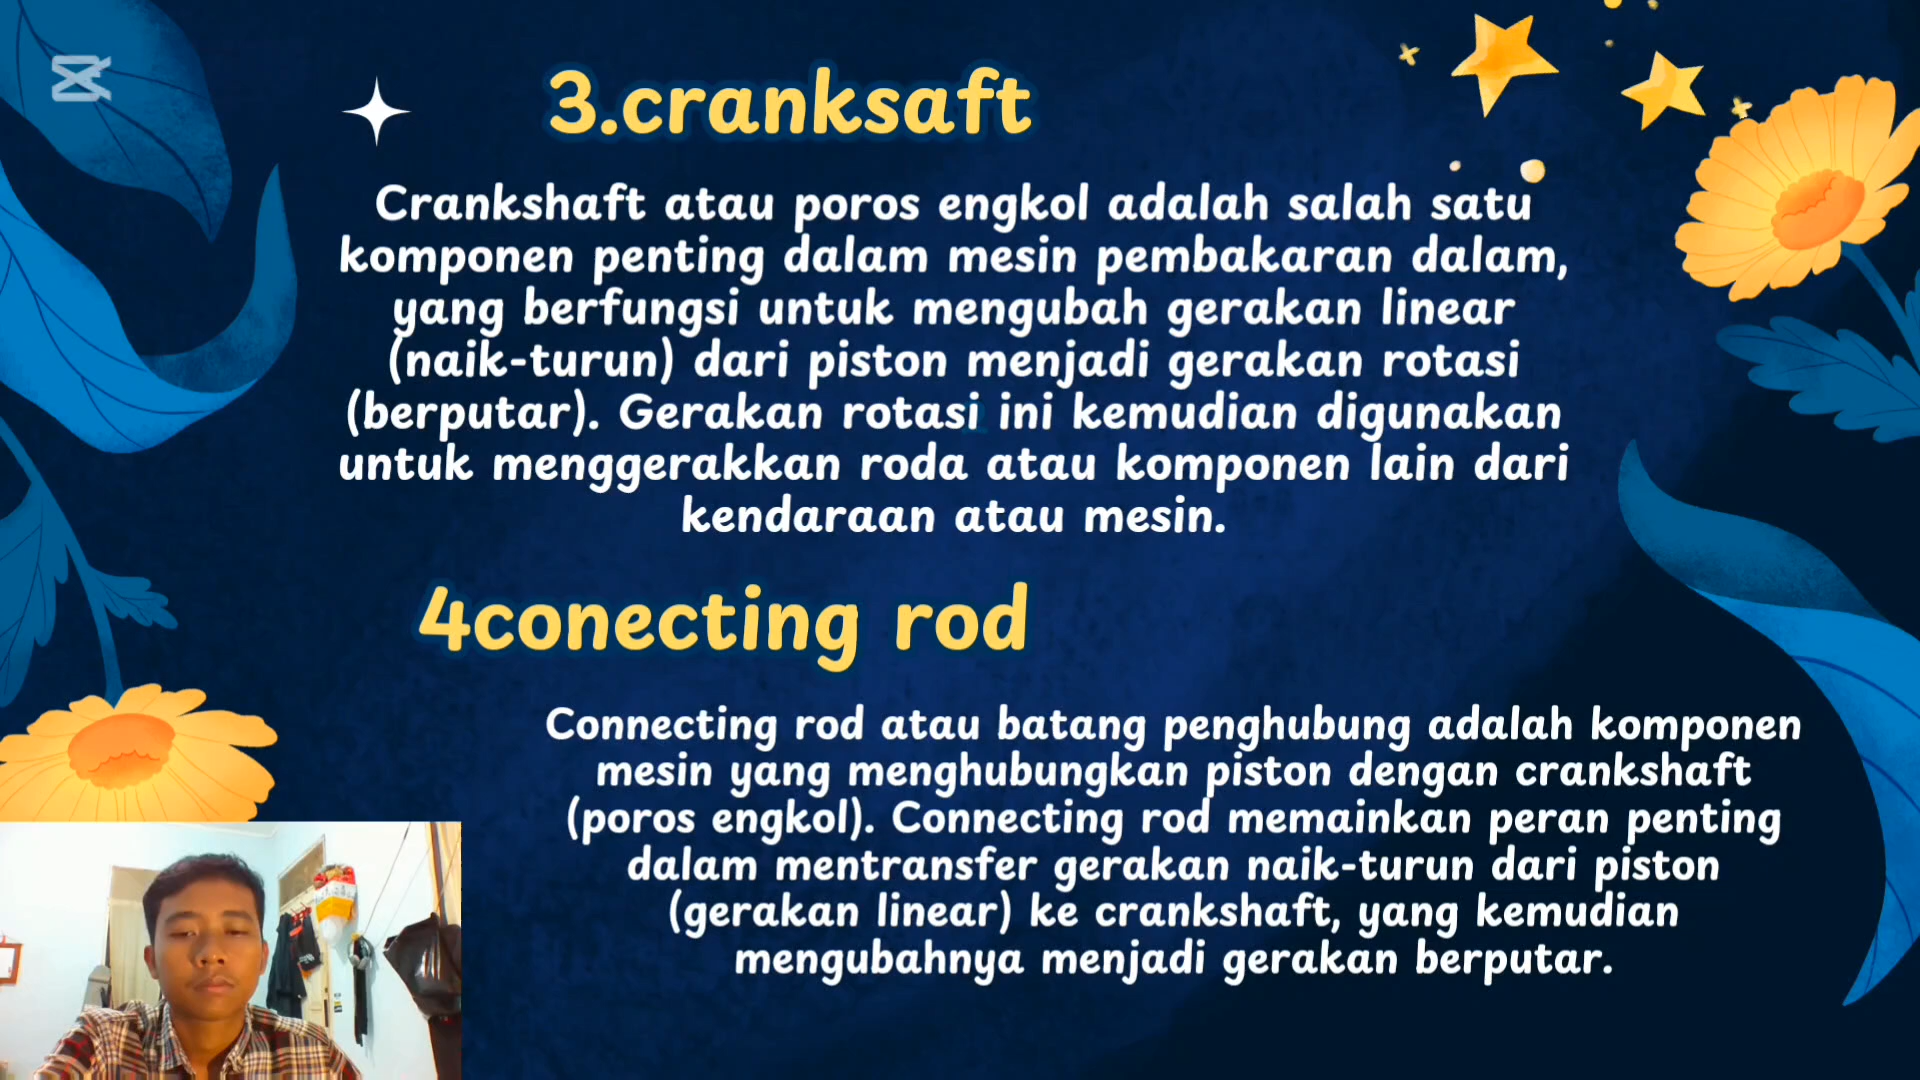 3.cranksaft
Crankshaft atau poros engkol adalah salah satu
komponen penting dalam mesin pembakaran dalam,
yang berfungsi untuk mengubah gerakan linear
(naik-turun) dari piston menjadi gerakan rotasi
(berputar). Gerakan rotasi ini kemudian digunakan
untuk menggerakkan roda atau komponen lain dari
kendaraan atau mesin.
4conecting rod
Connecting rod atau batang penghubung adalah komponen
mesin yang menghubungkan piston dengan crankshaft
(poros engkol). Connecting rod memainkan peran penting
dalam mentransfer gerakan naik-turun dari piston
(gerakan linear) ke crankshaft, yang kemudian
mengubahnya menjadi gerakan berputar.